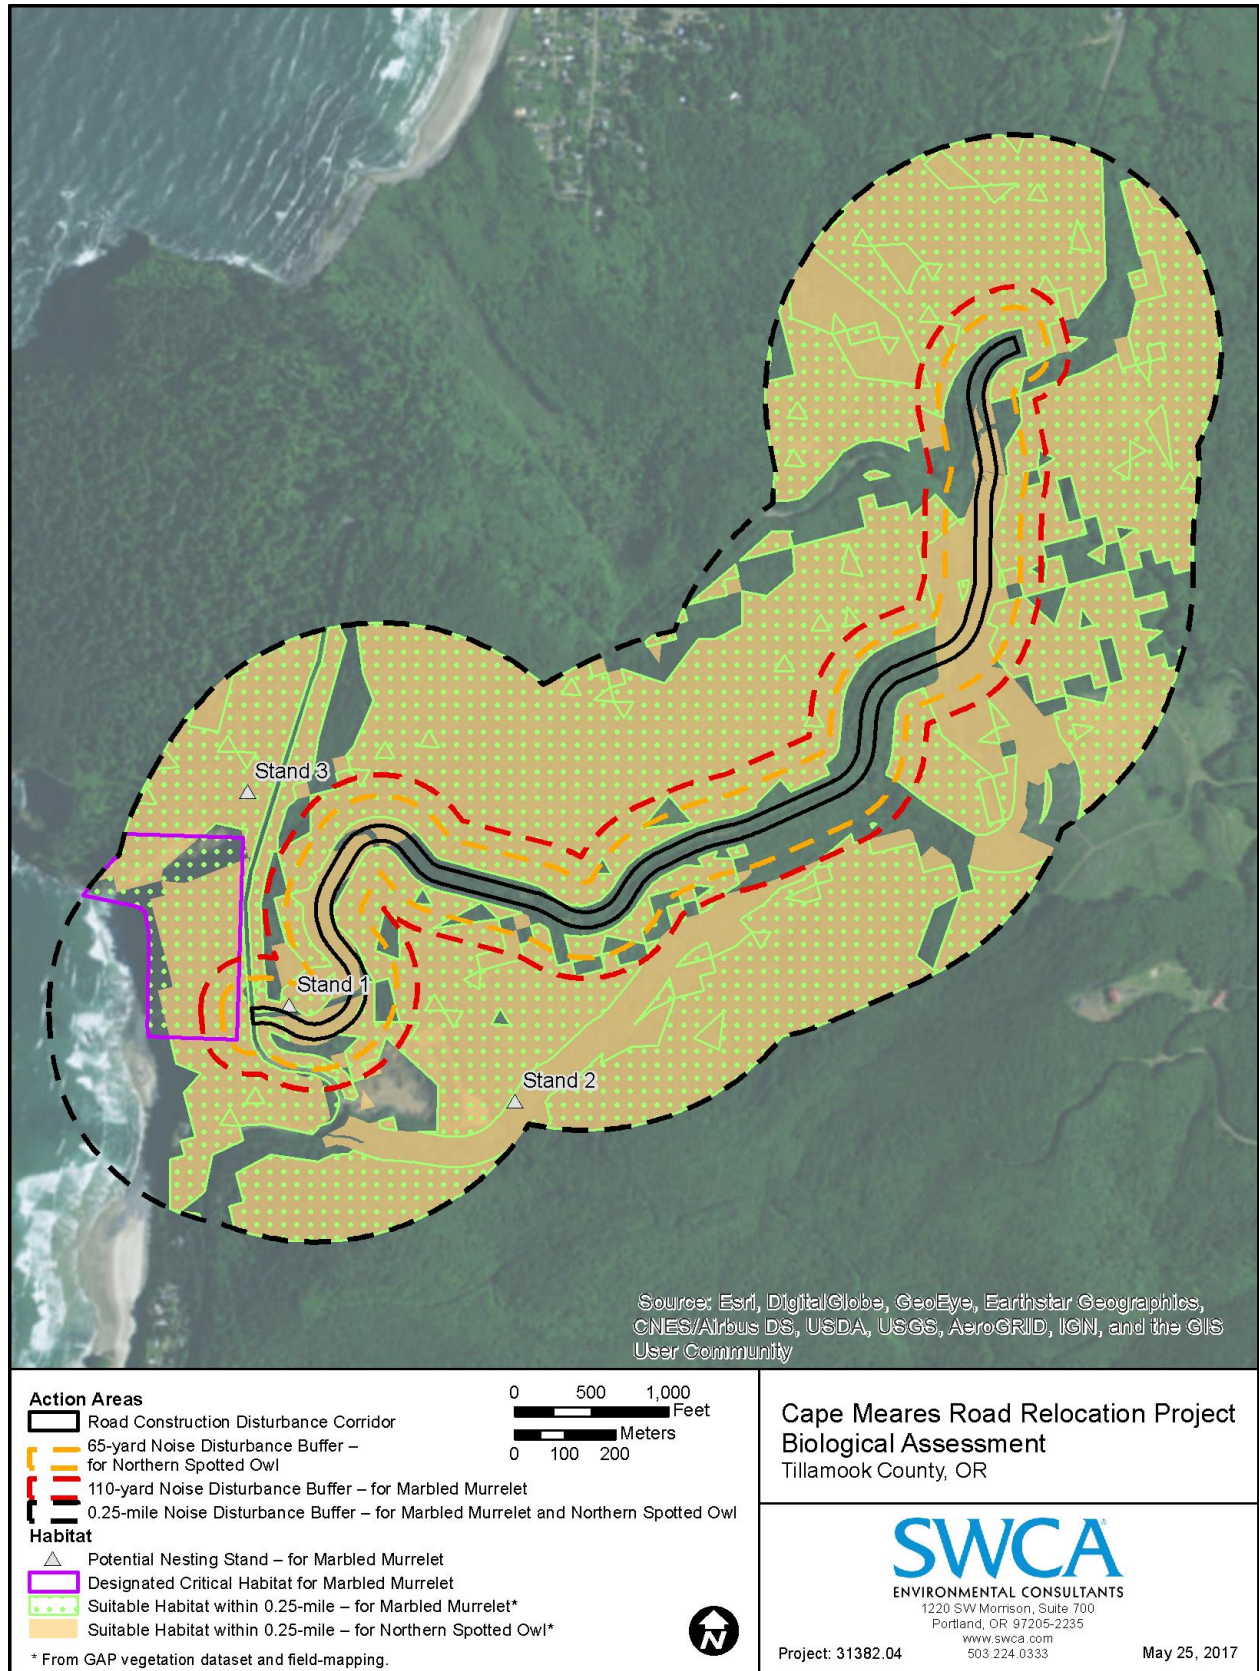 Stand 3
Stand 1
Stand 2
Source: Esri, DigitalGlobe, GeoEye, Earthstar Geographics,
CNES/Airbus DS, USDA, USGS, AeroGRID, IGN, and the GIS
User Community
Action Areas
Road Construction Disturbance Corridor
65-yard Noise Disturbance Buffer –
for Northern Spotted Owl
110-yard Noise Disturbance Buffer – for Marbled Murrelet
0.25-mile Noise Disturbance Buffer – for Marbled Murrelet and Northern Spotted Owl
Habitat
Potential Nesting Stand – for Marbled Murrelet
Designated Critical Habitat for Marbled Murrelet
Suitable Habitat within 0.25-mile – for Marbled Murrelet*
Suitable Habitat within 0.25-mile – for Northern Spotted Owl*
* From GAP vegetation dataset and field-mapping.
0 500 1,000
Feet
Meters
0 100 200
N
Cape Meares Road Relocation Project
Biological Assessment
Tillamook County, OR
SWCA®
ENVIRONMENTAL CONSULTANTS
1220 SW Morrison, Suite 700
Portland, OR 97205-2235
www.swca.com
503.224.0333
Project: 31382.04
May 25, 2017